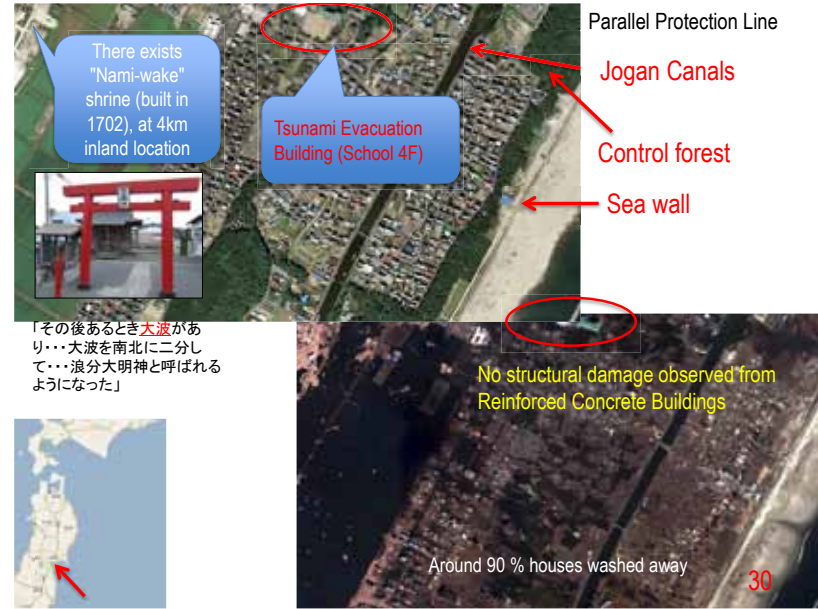 Parallel Protection Line
There exists
"Nami-wake"
shrine (built in
1702), at 4km
inland location
Tsunami Evacuation
Building (School 4F)
Jogan Canals
Control forest
Sea wall
「その後あるとき大波があ
り・・・大波を南北に二分し
て・・・浪分大明神と呼ばれる
ようになった」
No structural damage observed from
Reinforced Concrete Buildings
Around 90 % houses washed away
30